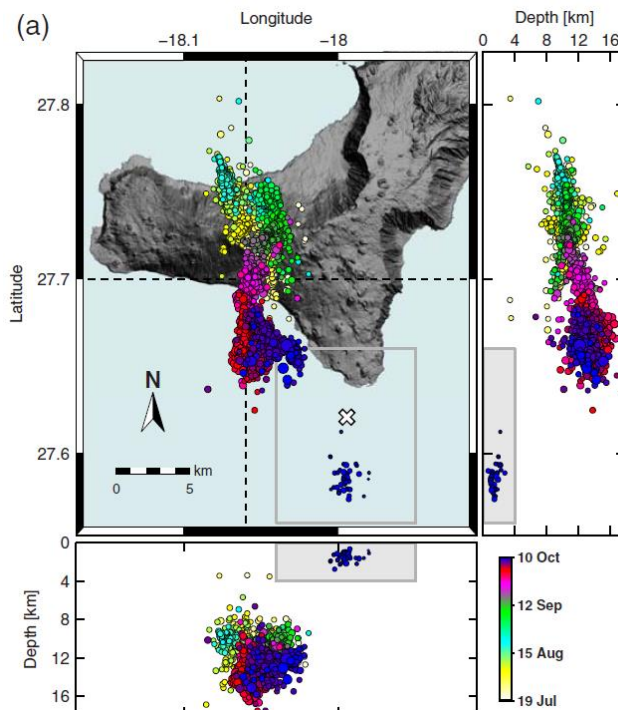 (a)
Longitude
Depth [km]
−18.1 −18
0 4 8 12 16
27.8
27.7
27.6
Latitude
N
km
0 5
0
4
8
12
16
Depth [km]
10 Oct
12 Sep
15 Aug
19 Jul